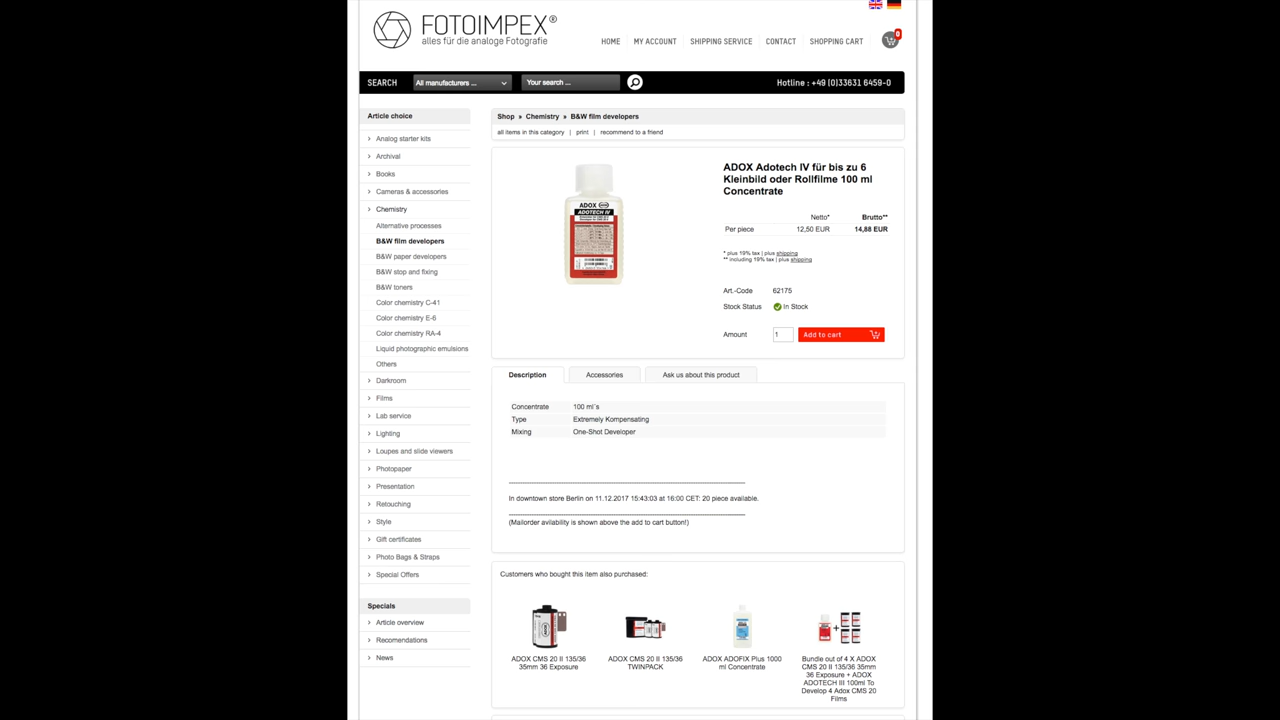 FOTOIMPEX®
alles für die analoge Fotografie
HOME
MY ACCOUNT
SHIPPING SERVICE
CONTACT
SHOPPING CART
0
SEARCH
All manufacturers ...
Your search ...
Hotline : +49 (0)33631 6459-0
Article choice
Analog starter kits
Archival
Books
Cameras & accessories
Chemistry
Alternative processes
B&W film developers
B&W paper developers
B&W stop and fixing
B&W toners
Color chemistry C-41
Color chemistry E-6
Color chemistry RA-4
Liquid photographic emulsions
Others
Darkroom
Films
Lab service
Lighting
Loupes and slide viewers
Photopaper
Presentation
Retouching
Style
Gift certificates
Photo Bags & Straps
Special Offers
Specials
Article overview
Recomendations
News
Shop » Chemistry » B&W film developers
all items in this category | print | recommend to a friend
ADOX
ADOTECH IV
ADOX Adotech IV für bis zu 6
Kleinbild oder Rollfilme 100 ml
Concentrate
Netto* Brutto**
Per piece 12,50 EUR 14,88 EUR
* plus 19% tax | plus shipping
** including 19% tax | plus shipping
Art.-Code 62175
Stock Status In Stock
Amount 1 Add to cart
Description
Accessories
Ask us about this product
Concentrate 100 ml´s
Type Extremely Kompensating
Mixing One-Shot Developer
In downtown store Berlin on 11.12.2017 15:43:03 at 16:00 CET: 20 piece available.
(Mailorder avilability is shown above the add to cart button!)
Customers who bought this item also purchased:
ADOX CMS 20 II 135/36
35mm 36 Exposure
ADOX CMS 20 II 135/36
TWINPACK
ADOX ADOFIX Plus 1000
ml Concentrate
Bundle out of 4 X ADOX
CMS 20 II 135/36 35mm
36 Exposure + ADOX
ADOTECH III 100ml To
Develop 4 Adox CMS 20
Films